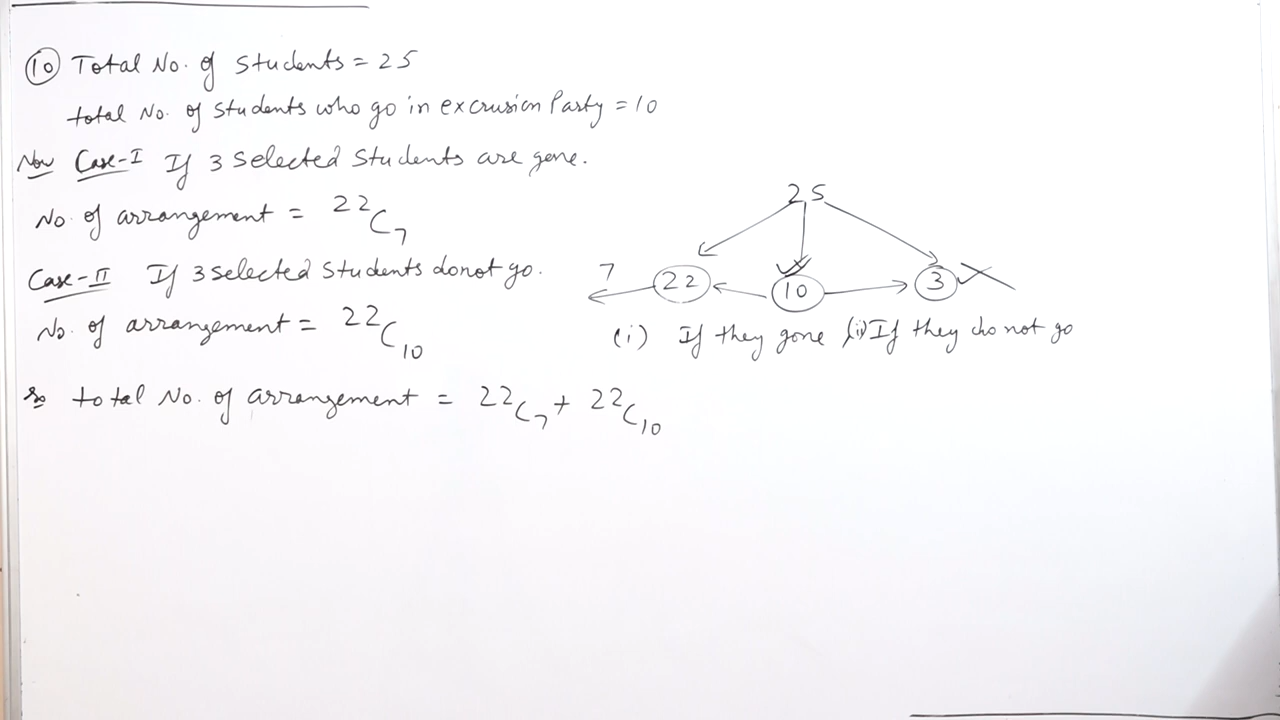 10 Total No. of Students = 25
total No. of students who go in excrusion Party = 10
Now Case-I If 3 Selected Students are gone.
No. of arrangement = 22C7
Case-II If 3 selected Students donot go.
No. of arrangement = 22C10
So total No. of arrangement = 22C7 + 22C10
25
7 22 10 3
(i) If they gone (ii) If they do not go